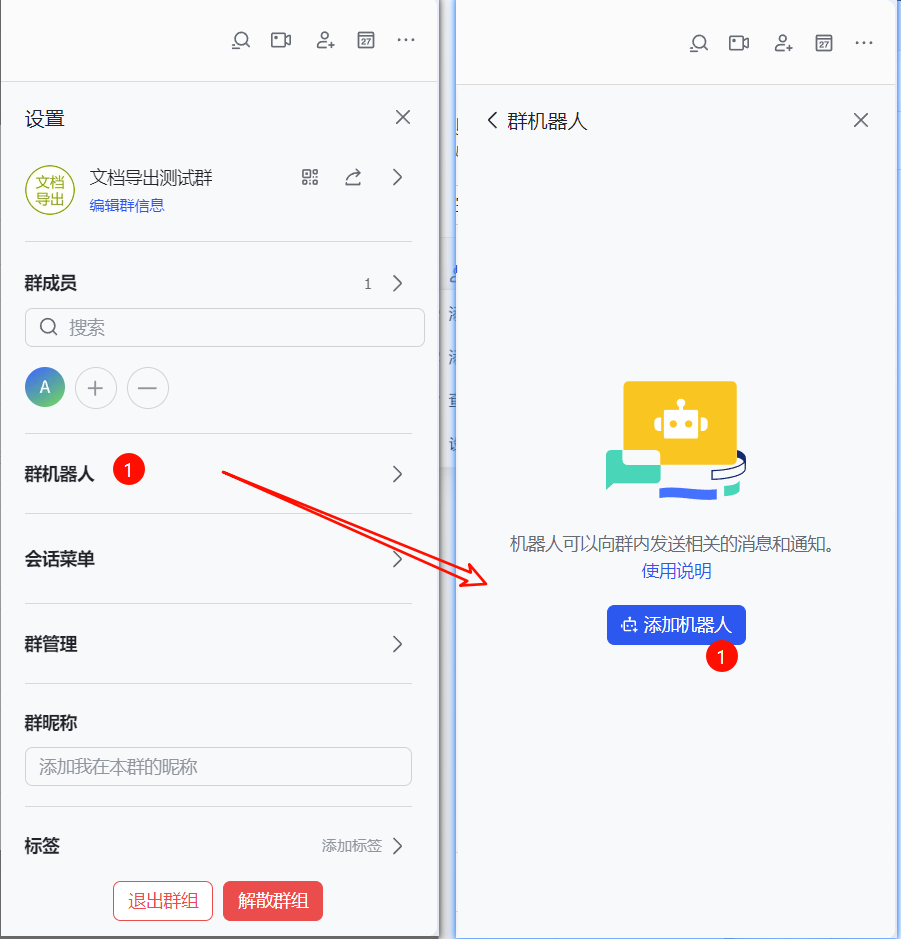 27
设置
文档
导出
文档导出测试群
编辑群信息
群成员
1
搜索
A
群机器人
1
会话菜单
群管理
群昵称
添加我在本群的昵称
标签
添加标签
退出群组
解散群组
27
群机器人
机器人可以向群内发送相关的消息和通知。
使用说明
添加机器人
1